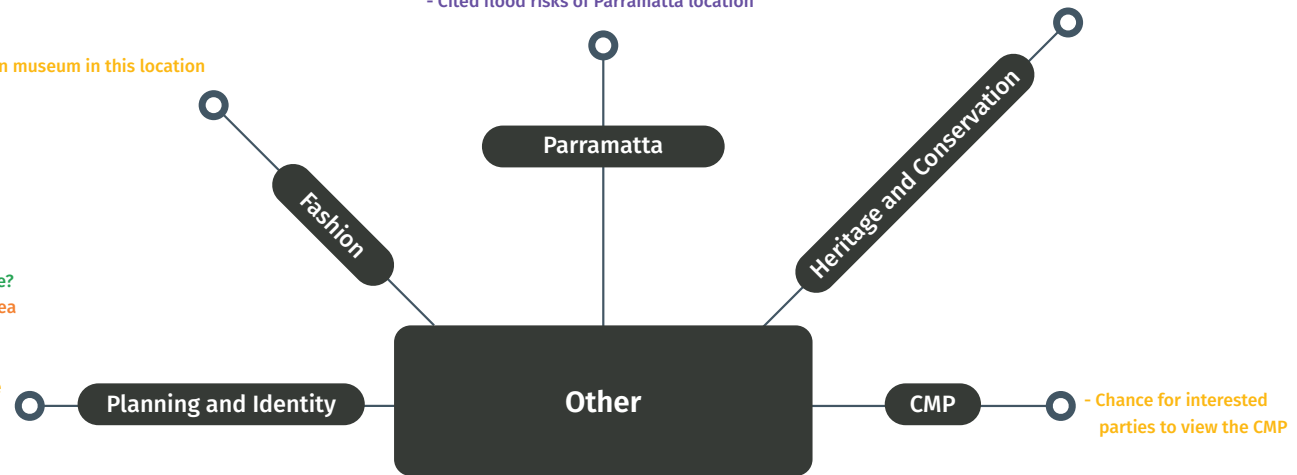 - Cited flood risks of Parramatta location
museum in this location
Parramatta
Heritage and Conservation
Fashion
Planning and Identity
Other
CMP
- Chance for interested
parties to view the CMP